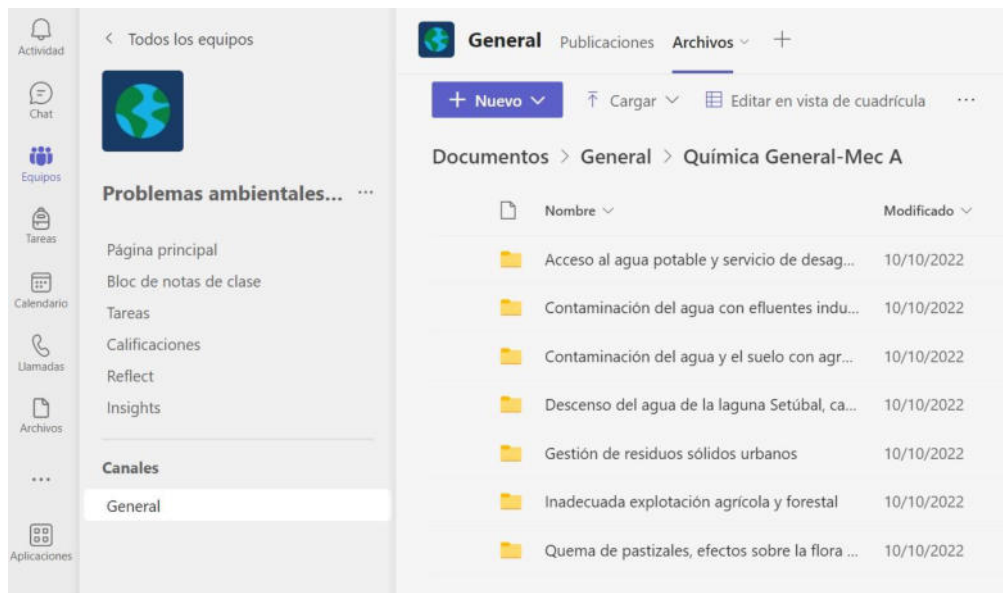 Actividad
Chat
Equipos
Tareas
Calendario
Llamadas
Archivos
Aplicaciones
Todos los equipos
Problemas ambientales...
Página principal
Bloc de notas de clase
Tareas
Calificaciones
Reflect
Insights
Canales
General
General Publicaciones Archivos
Nuevo Cargar Editar en vista de cuadrícula ...
Documentos > General > Química General-Mec A
Nombre Modificado
Acceso al agua potable y servicio de desag... 10/10/2022
Contaminación del agua con efluentes indu... 10/10/2022
Contaminación del agua y el suelo con agr... 10/10/2022
Descenso del agua de la laguna Setúbal, ca... 10/10/2022
Gestión de residuos sólidos urbanos 10/10/2022
Inadecuada explotación agrícola y forestal 10/10/2022
Quema de pastizales, efectos sobre la flora ... 10/10/2022